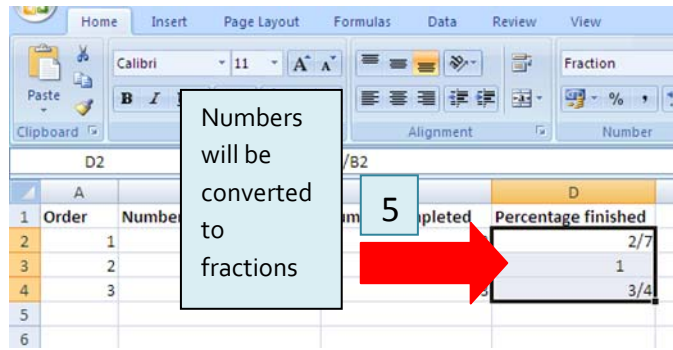 Home Insert Page Layout Formulas Data Review View
Calibri 11 A A Fraction
Paste B I % ,
Clipboard Alignment Number
D2 /B2
Numbers
will be
converted
to
fractions
5
A D
1 Order Number pleted Percentage finished
2 1 2/7
3 2 1
4 3 3/4
5
6